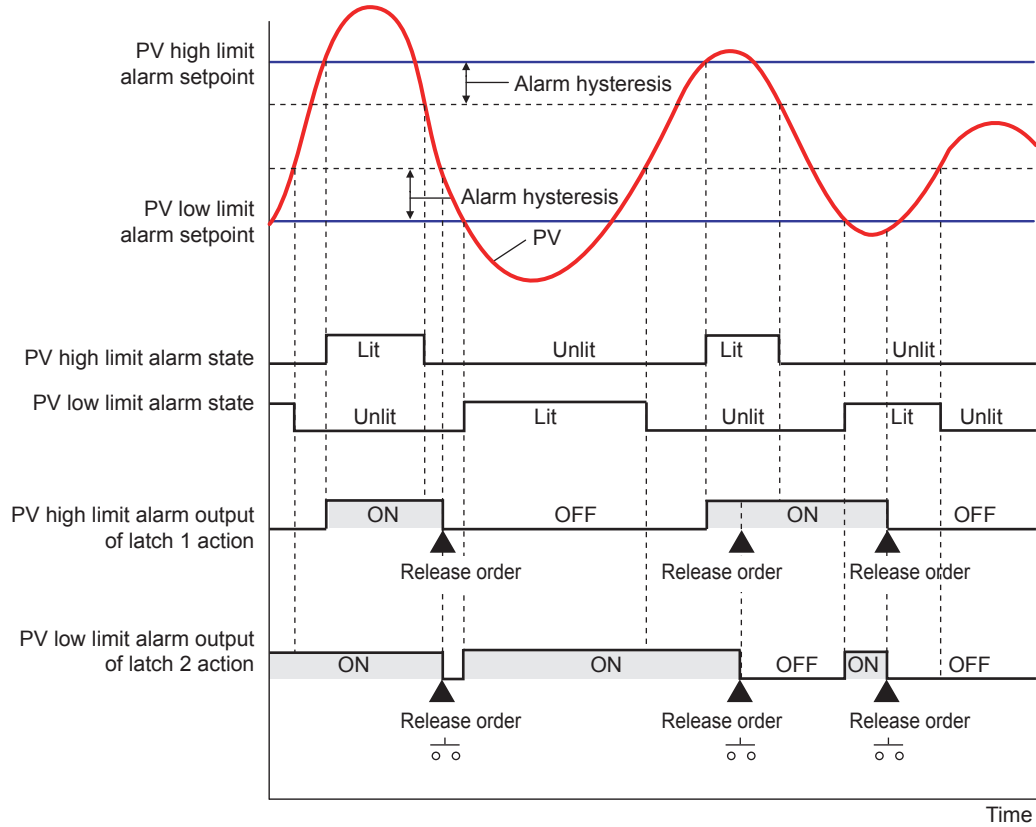 PV high limit
alarm setpoint
Alarm hysteresis
Alarm hysteresis
PV low limit
alarm setpoint
PV
PV high limit alarm state
Lit
Unlit
Lit
Unlit
PV low limit alarm state
Unlit
Lit
Unlit
Lit
Unlit
PV high limit alarm output
of latch 1 action
ON
OFF
ON
OFF
Release order
Release order
Release order
PV low limit alarm output
of latch 2 action
ON
ON
OFF
ON
OFF
Release order
Release order
Release order
Time